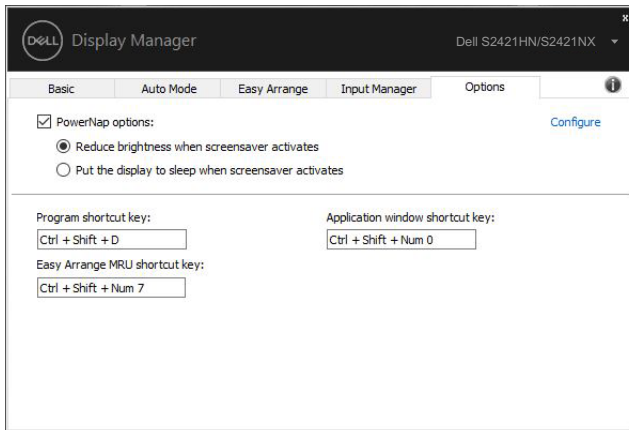 x
DELL Display Manager Dell S2421HN/S2421NX
Basic Auto Mode Easy Arrange Input Manager Options i
PowerNap options: Configure
Reduce brightness when screensaver activates
Put the display to sleep when screensaver activates
Program shortcut key: Application window shortcut key:
Ctrl + Shift + D Ctrl + Shift + Num 0
Easy Arrange MRU shortcut key:
Ctrl + Shift + Num 7